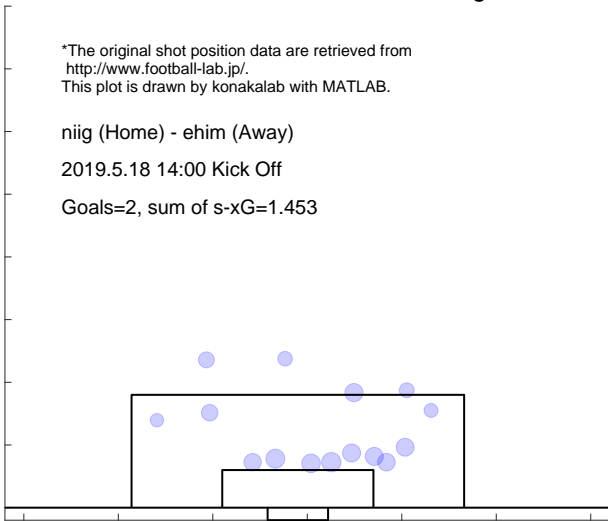 *The original shot position data are retrieved from
http://www.football-lab.jp/.
This plot is drawn by konakalab with MATLAB.
niig (Home) - ehim (Away)
2019.5.18 14:00 Kick Off
Goals=2, sum of s-xG=1.453